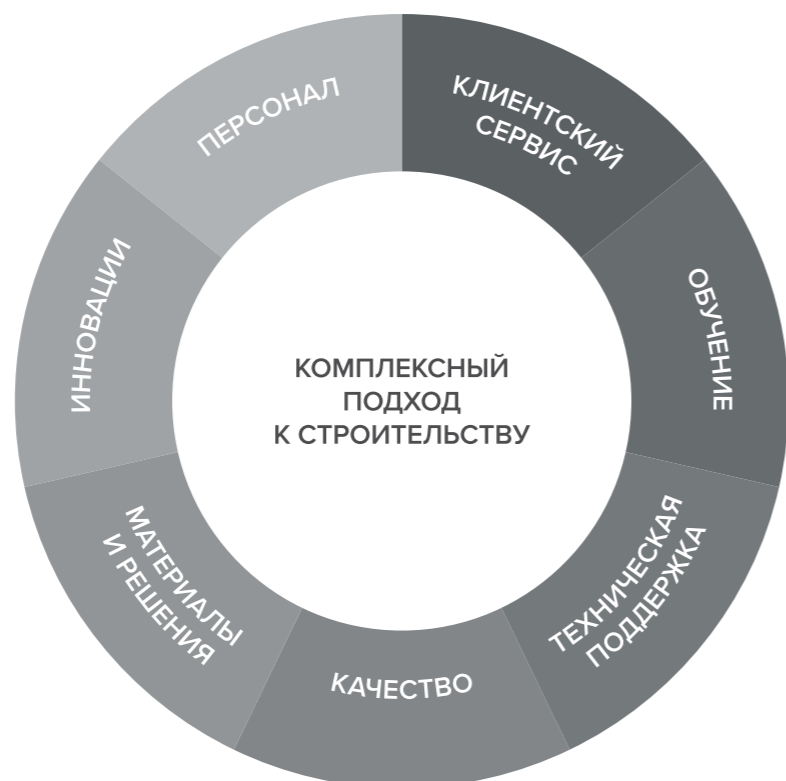 КЛИЕНТСКИЙ
СЕРВИС
ОБУЧЕНИЕ
ТЕХНИЧЕСКАЯ
ПОДДЕРЖКА
КАЧЕСТВО
МАТЕРИАЛЫ
И РЕШЕНИЯ
ИННОВАЦИИ
ПЕРСОНАЛ
КОМПЛЕКСНЫЙ
ПОДХОД
К СТРОИТЕЛЬСТВУ